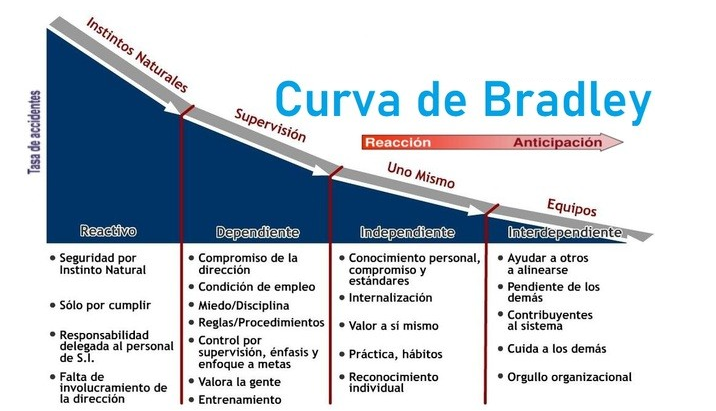 Curva de Bradley
Tasa de accidentes
Instintos Naturales
Supervisión
Uno Mismo
Equipos
Reacción
Anticipación
Reactivo
Dependiente
Independiente
Interdependiente
• Seguridad por
Instinto Natural
• Sólo por cumplir
• Responsabilidad
delegada al personal
de S.I.
• Falta de
involucramiento de
la dirección
• Compromiso de la
dirección
• Condición de empleo
• Miedo/Disciplina
• Reglas/Procedimientos
• Control por
supervisión, énfasis y
enfoque a metas
• Valora la gente
• Entrenamiento
• Conocimiento personal,
compromiso y
estándares
• Internalización
• Valor a sí mismo
• Práctica, hábitos
• Reconocimiento
individual
• Ayudar a otros
a alinearse
• Pendiente de los
demás
• Contribuyentes
al sistema
• Cuida a los demás
• Orgullo organizacional